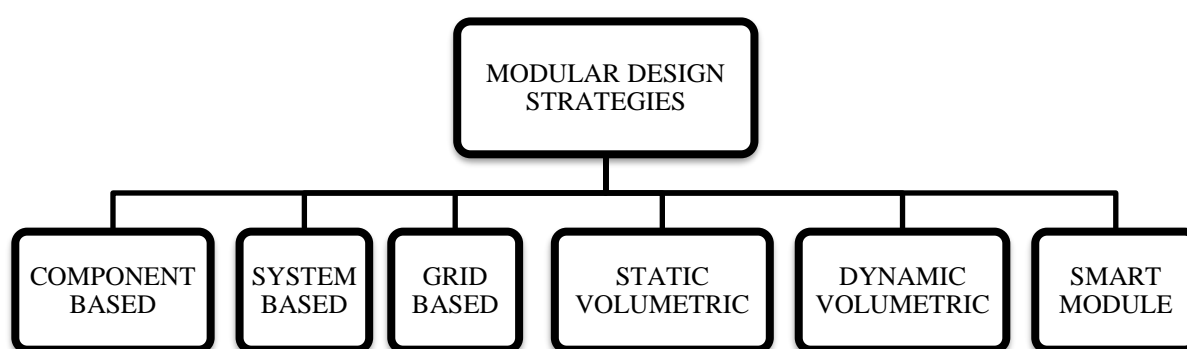 MODULAR DESIGN
STRATEGIES
COMPONENT
BASED
SYSTEM
BASED
GRID
BASED
STATIC
VOLUMETRIC
DYNAMIC
VOLUMETRIC
SMART
MODULE